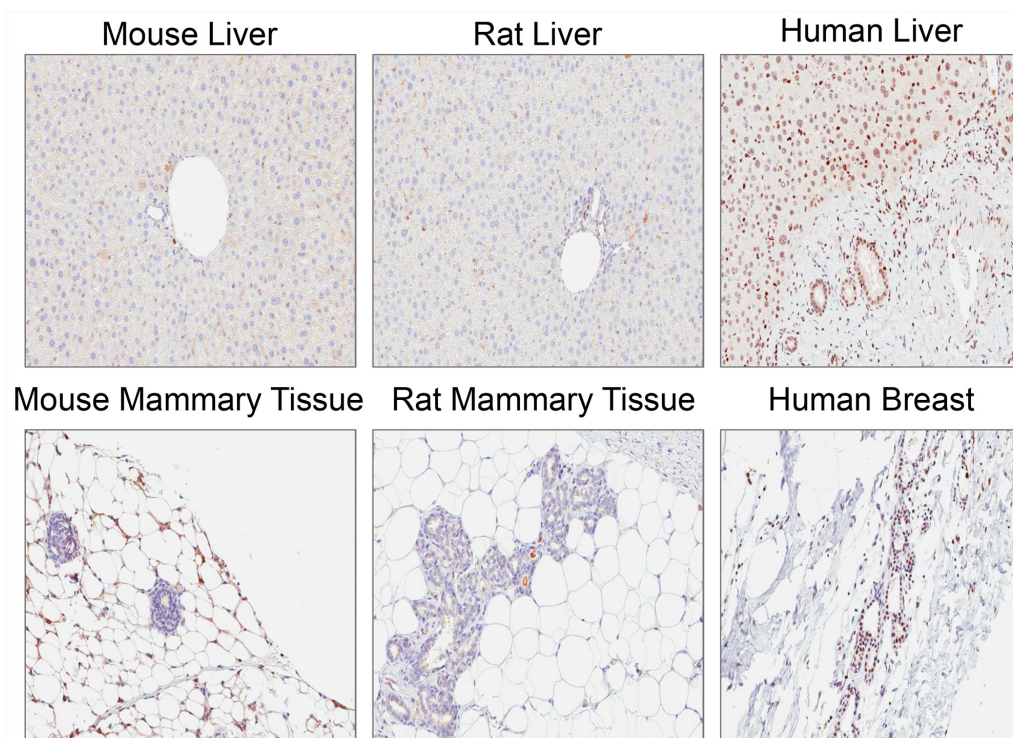 Mouse Liver
Rat Liver
Human Liver
Mouse Mammary Tissue
Rat Mammary Tissue
Human Breast